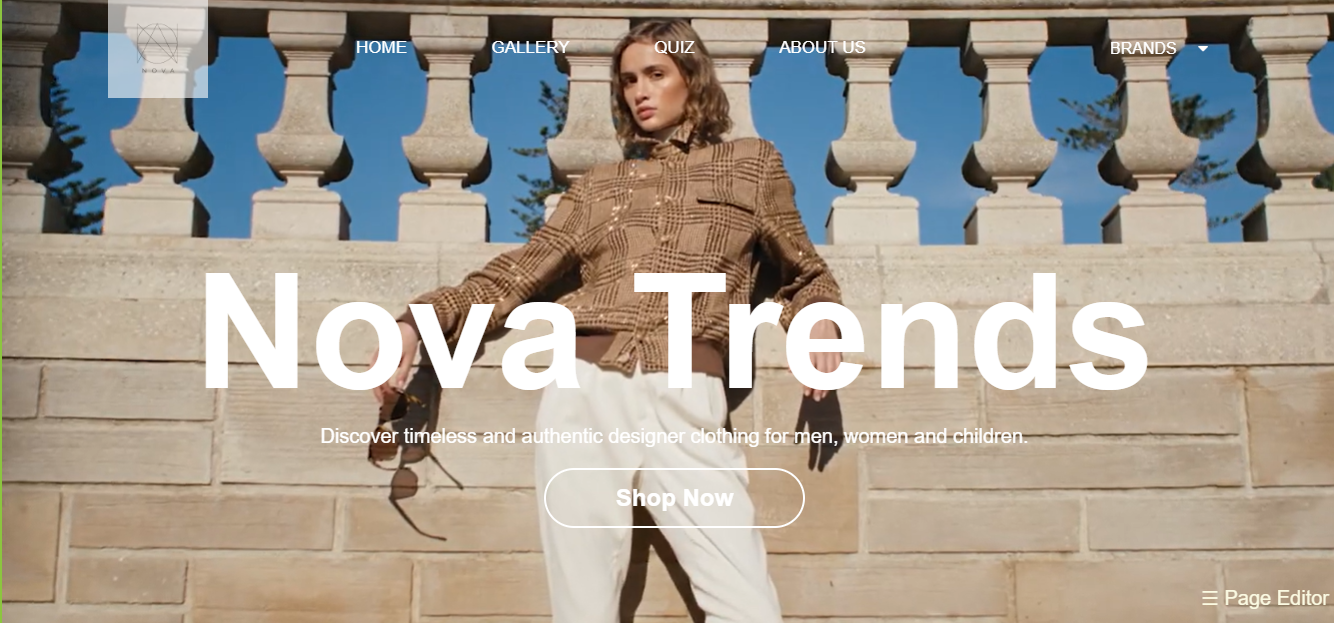 NOVA
HOME GALLERY QUIZ ABOUT US BRANDS
Nova Trends
Discover timeless and authentic designer clothing for men, women and children.
Shop Now
☰ Page Editor